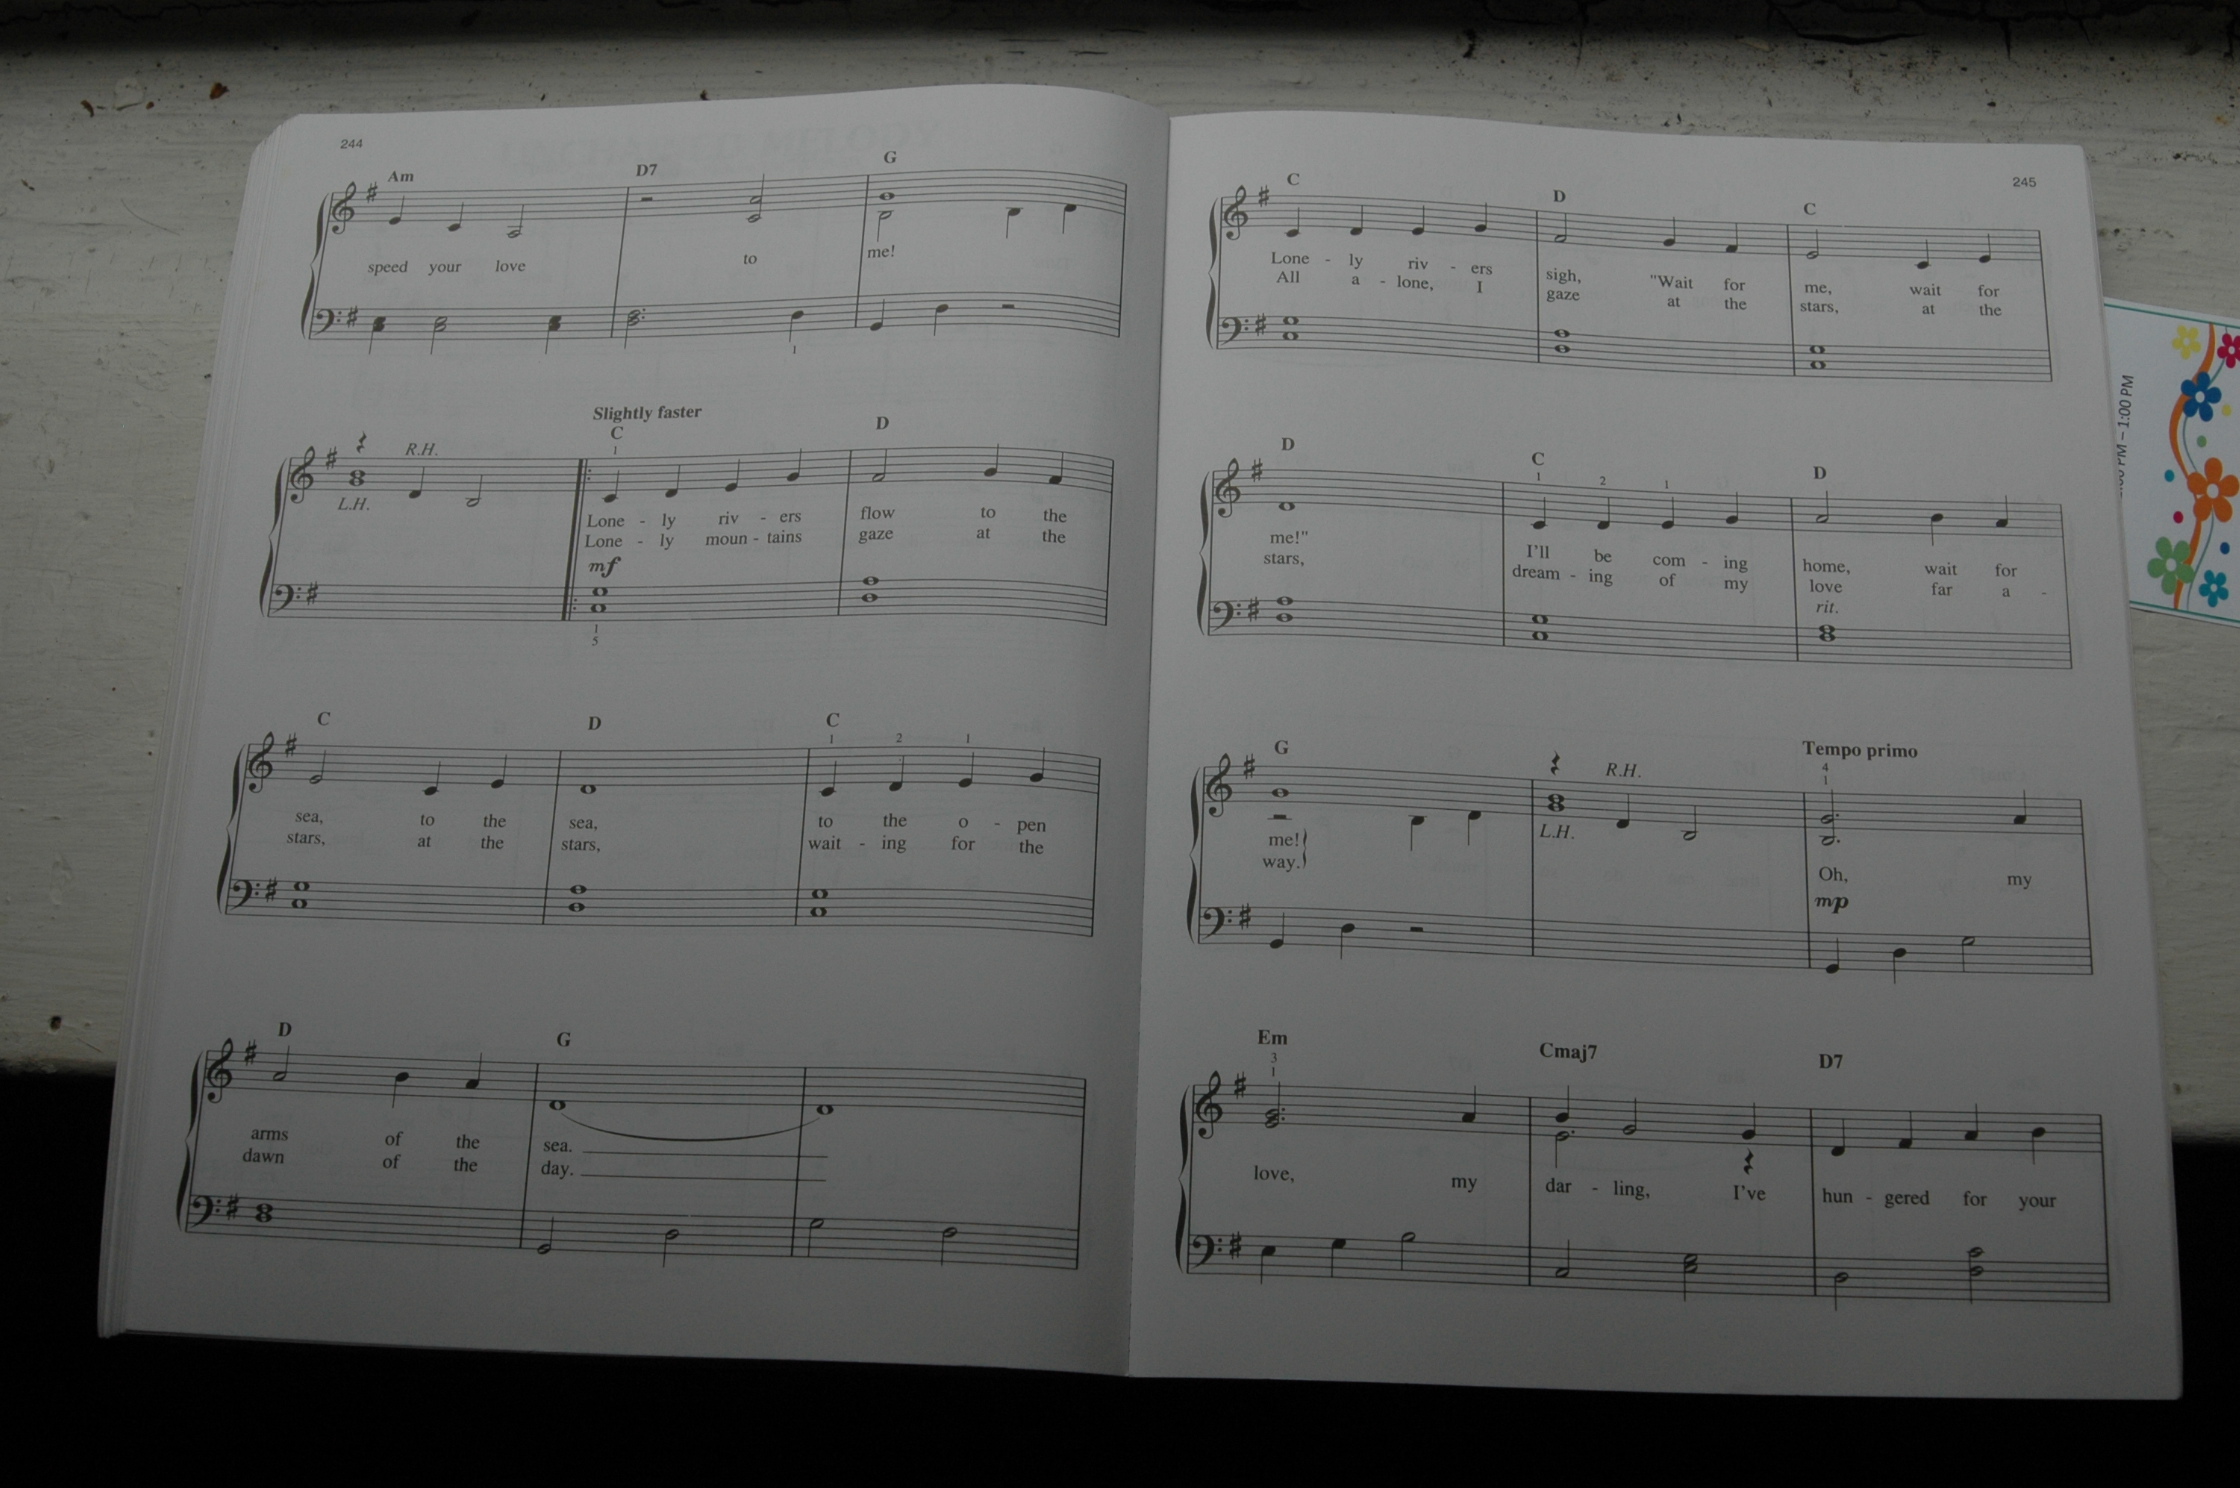 244
Am D7 G
speed your love to me!
1
Slightly faster
R.H. C D
1
L.H.
Lone - ly riv - ers flow to the
Lone - ly moun - tains gaze at the
mf
1
5
C D C
1 2 1
sea, to the sea, to the o - pen
stars, at the stars, wait - ing for the
D G
arms of the sea.
dawn of the day.
245
C D C
Lone - ly riv - ers sigh, "Wait for me, wait for
All a - lone, I gaze at the stars, at the
D C D
1 2 1
me!" I'll be com - ing home, wait for
stars, dream - ing of my love far a -
rit.
G R.H. Tempo primo
4
1
L.H.
me! Oh, my
way.
mp
Em Cmaj7 D7
3
1
love, my dar - ling, I've hun - gered for your
PM – 1:00 PM